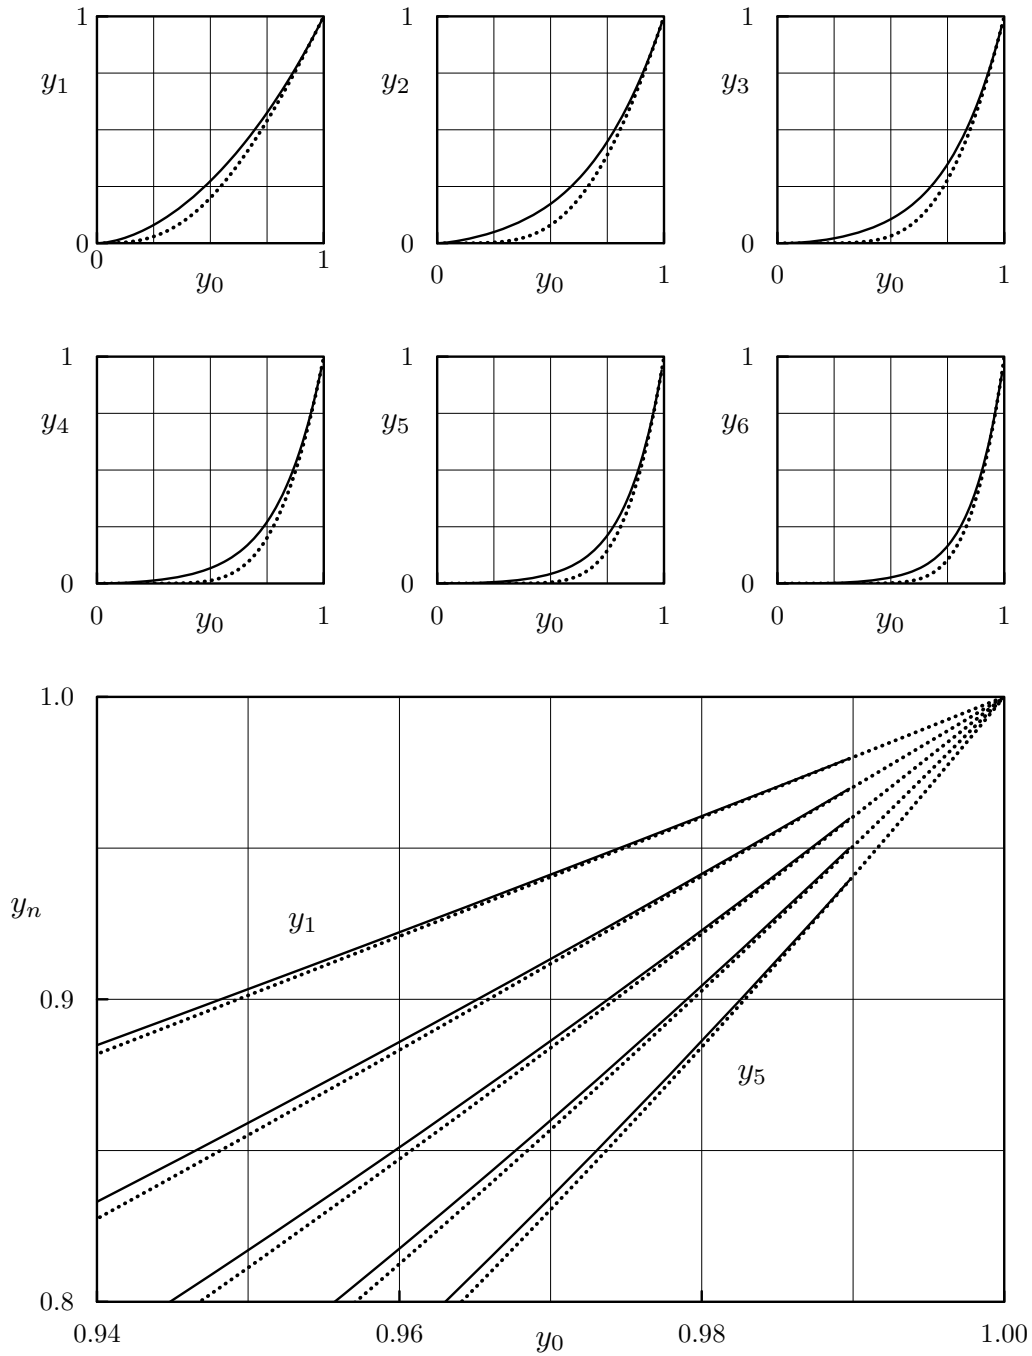 1 1 1
y₁ y₂ y₃
0 0 0
0 1 0 1 0 1
y₀ y₀ y₀
1 1 1
y₄ y₅ y₆
0 0 0
0 y₀ 1 0 y₀ 1 0 y₀ 1
1.0
yₙ y₁
0.9
y₅
0.8
0.94 0.96 y₀ 0.98 1.00